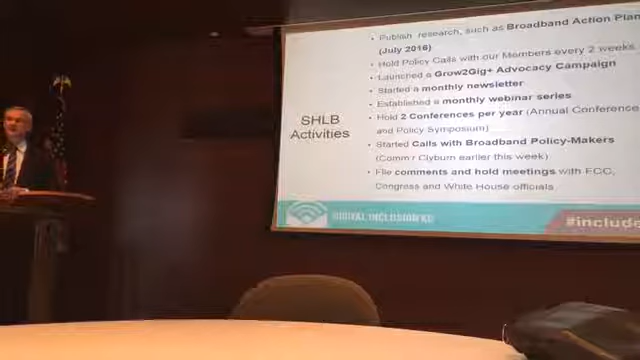 • Publish research, such as Broadband Action Plan
(July 2016)
• Hold Policy Calls with our Members every 2 weeks
• Launched a Grow2Gig+ Advocacy Campaign
• Started a monthly newsletter
• Established a monthly webinar series
• Hold 2 Conferences per year (Annual Conference
and Policy Symposium)
• Started Calls with Broadband Policy-Makers
(Comm'r Clyburn earlier this week)
• File comments and hold meetings with FCC,
Congress and White House officials
SHLB
Activities
DIGITAL INCLUSION
#include